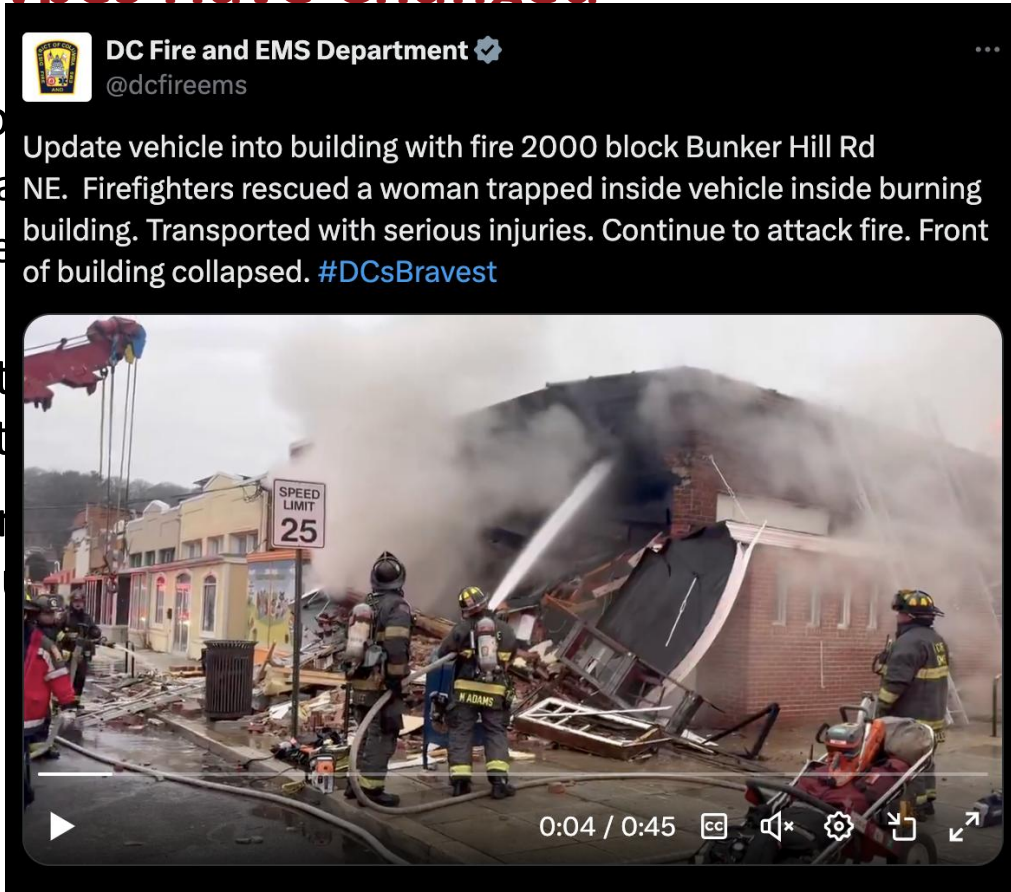 DC Fire and EMS Department
@dcfireems
Update vehicle into building with fire 2000 block Bunker Hill Rd
NE.  Firefighters rescued a woman trapped inside vehicle inside burning
building. Transported with serious injuries. Continue to attack fire. Front
of building collapsed. #DCsBravest
SPEED
LIMIT
25
M ADAMS
0:04 / 0:45
CC